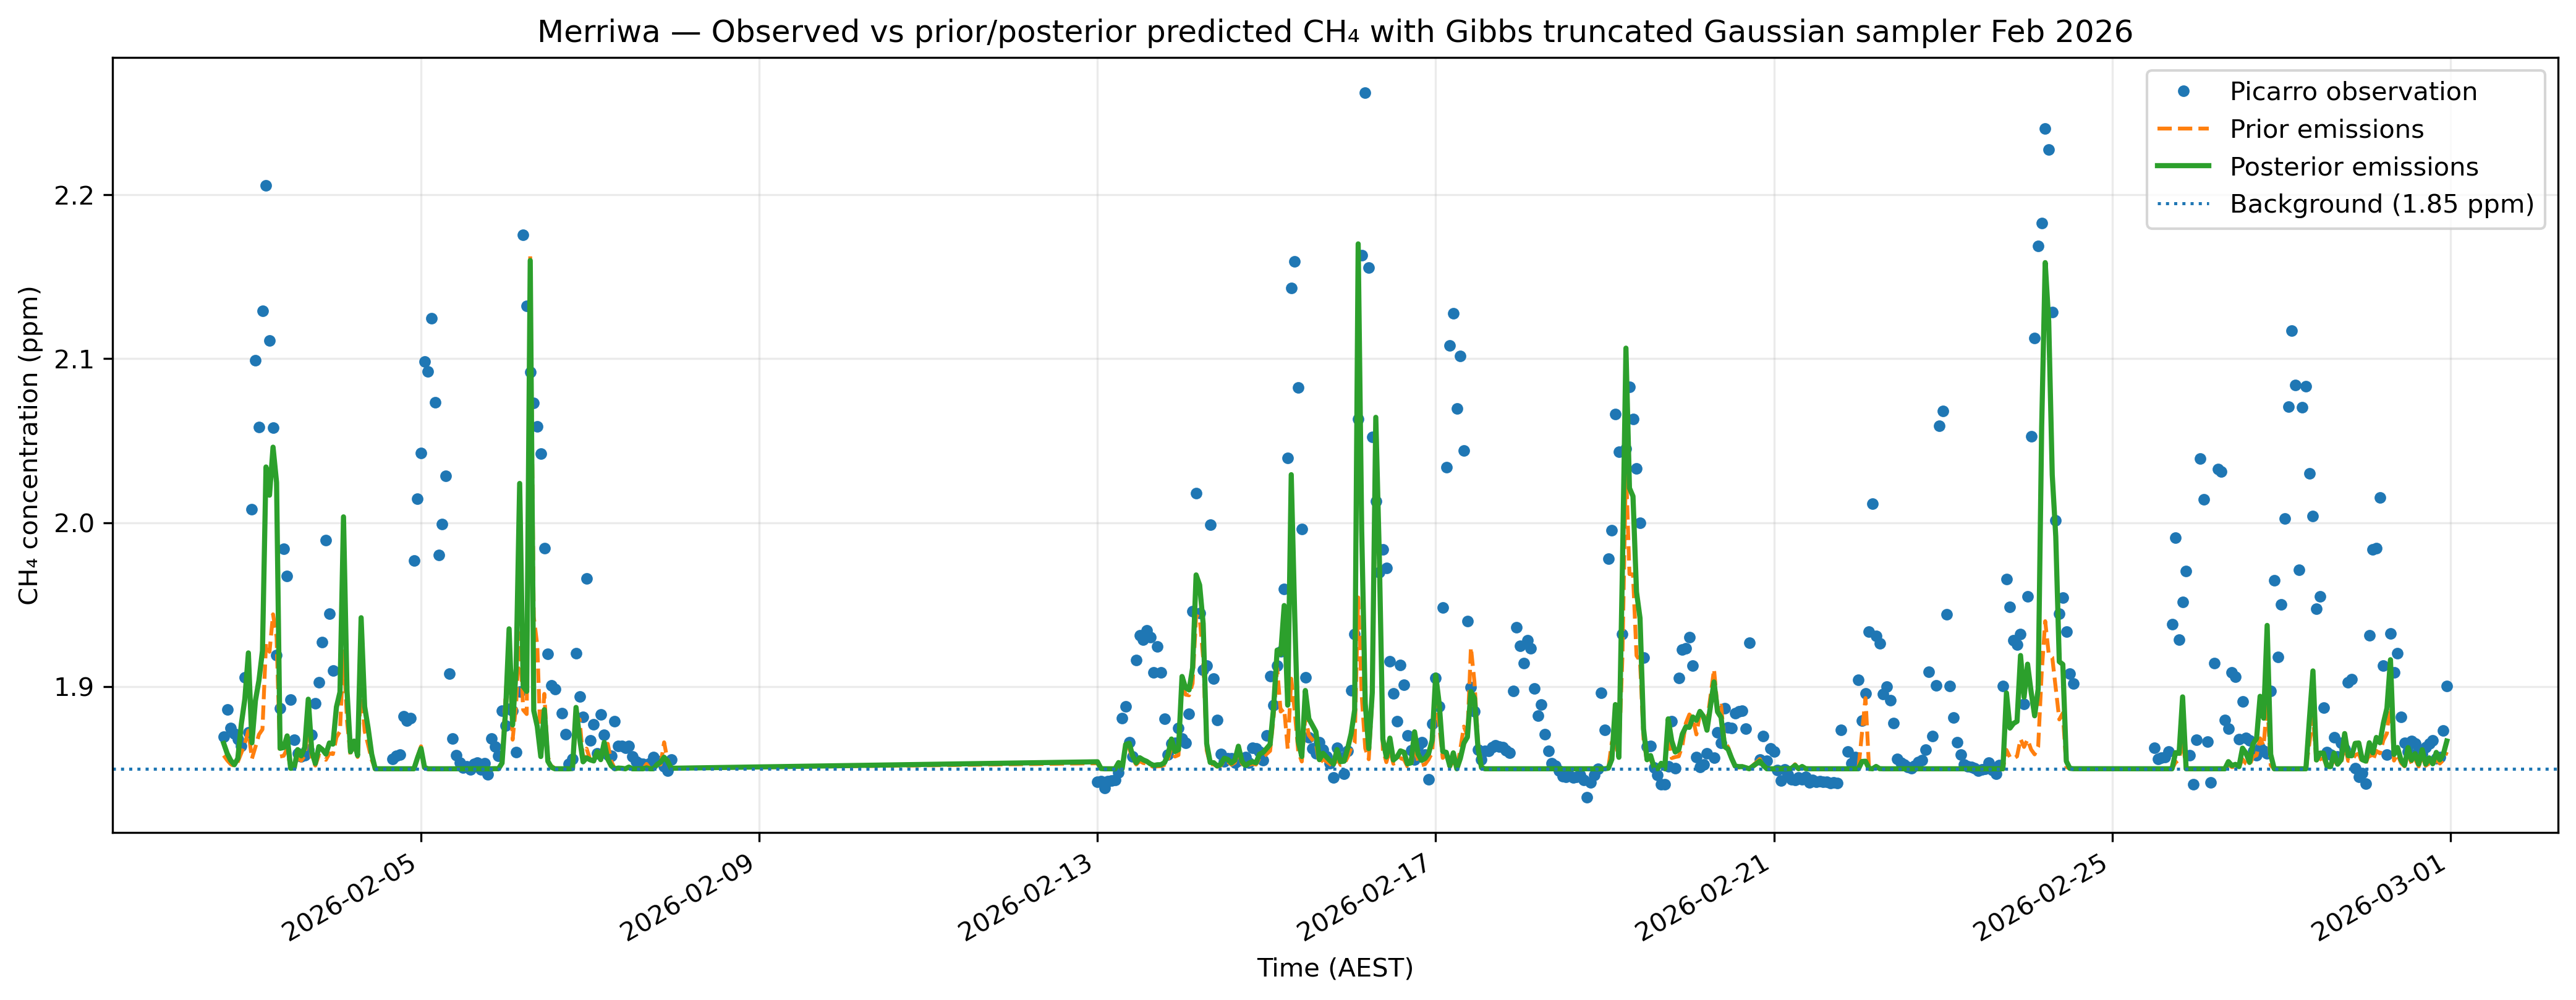 Merriwa — Observed vs prior/posterior predicted CH₄ with Gibbs truncated Gaussian sampler Feb 2026
Picarro observation
Prior emissions
Posterior emissions
Background (1.85 ppm)
CH₄ concentration (ppm)
2.2
2.1
2.0
1.9
2026-02-05
2026-02-09
2026-02-13
2026-02-17
2026-02-21
2026-02-25
2026-03-01
Time (AEST)